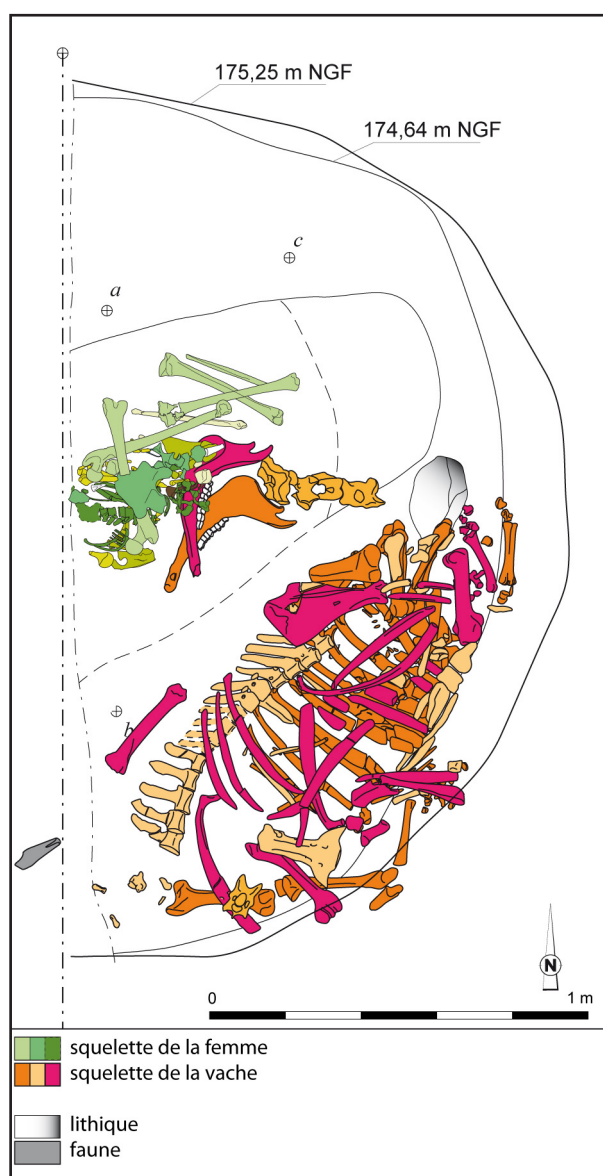 175,25 m NGF
174,64 m NGF
c
a
b
N
0 1 m
squelette de la femme
squelette de la vache
lithique
faune